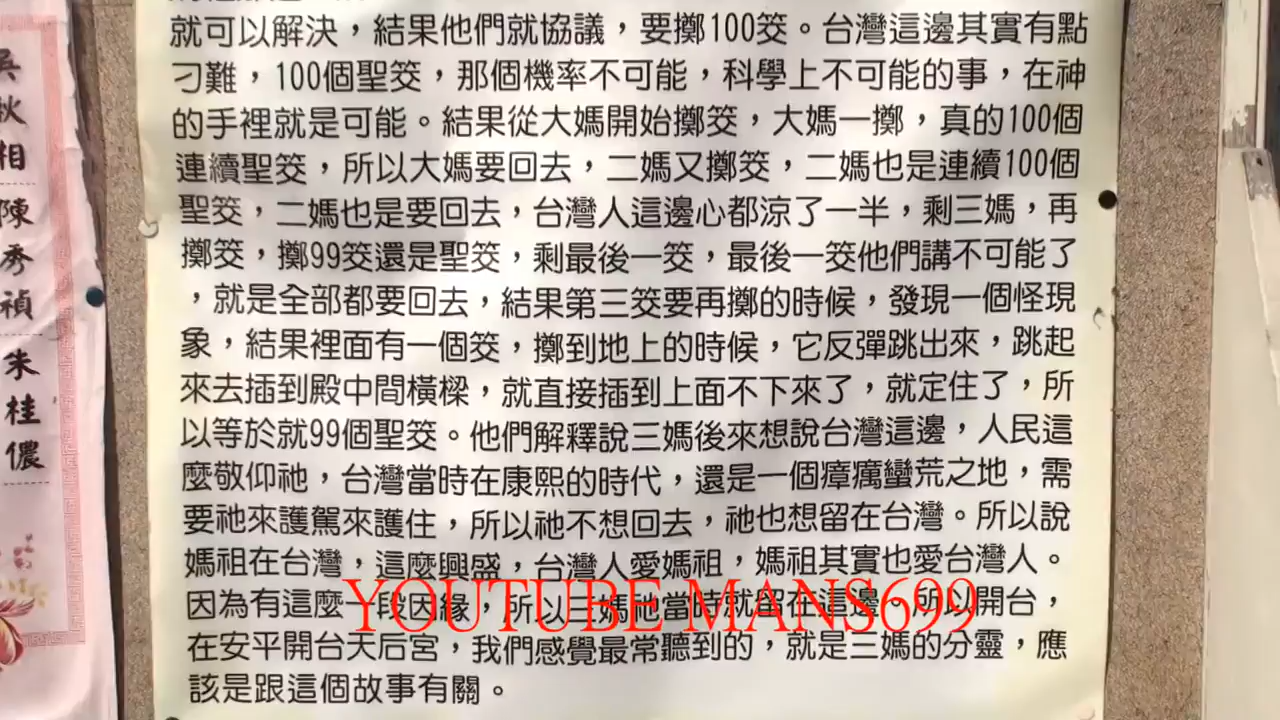 就可以解決，結果他們就協議，要擲100筊。台灣這邊其實有點
刁難，100個聖筊，那個機率不可能，科學上不可能的事，在神
的手裡就是可能。結果從大媽開始擲筊，大媽一擲，真的100個
連續聖筊，所以大媽要回去，二媽又擲筊，二媽也是連續100個
聖筊，二媽也是要回去，台灣人這邊心都涼了一半，剩三媽，再
擲筊，擲99筊還是聖筊，剩最後一筊，最後一筊他們講不可能了
，就是全部都要回去，結果第三筊要再擲的時候，發現一個怪現
象，結果裡面有一個筊，擲到地上的時候，它反彈跳出來，跳起
來去插到殿中間橫樑，就直接插到上面不下來了，就定住了，所
以等於就99個聖筊。他們解釋說三媽後來想說台灣這邊，人民這
麼敬仰祂，台灣當時在康熙的時代，還是一個瘴癘蠻荒之地，需
要祂來護駕來護住，所以祂不想回去，祂也想留在台灣。所以說
媽祖在台灣，這麼興盛，台灣人愛媽祖，媽祖其實也愛台灣人。
因為有這麼一段因緣，所以三媽祂當時就留在這邊。所以開台，
在安平開台天后宮，我們感覺最常聽到的，就是三媽的分靈，應
該是跟這個故事有關。
YOUTUBE MANS699
吳秋相
陳秀禎
朱桂儂